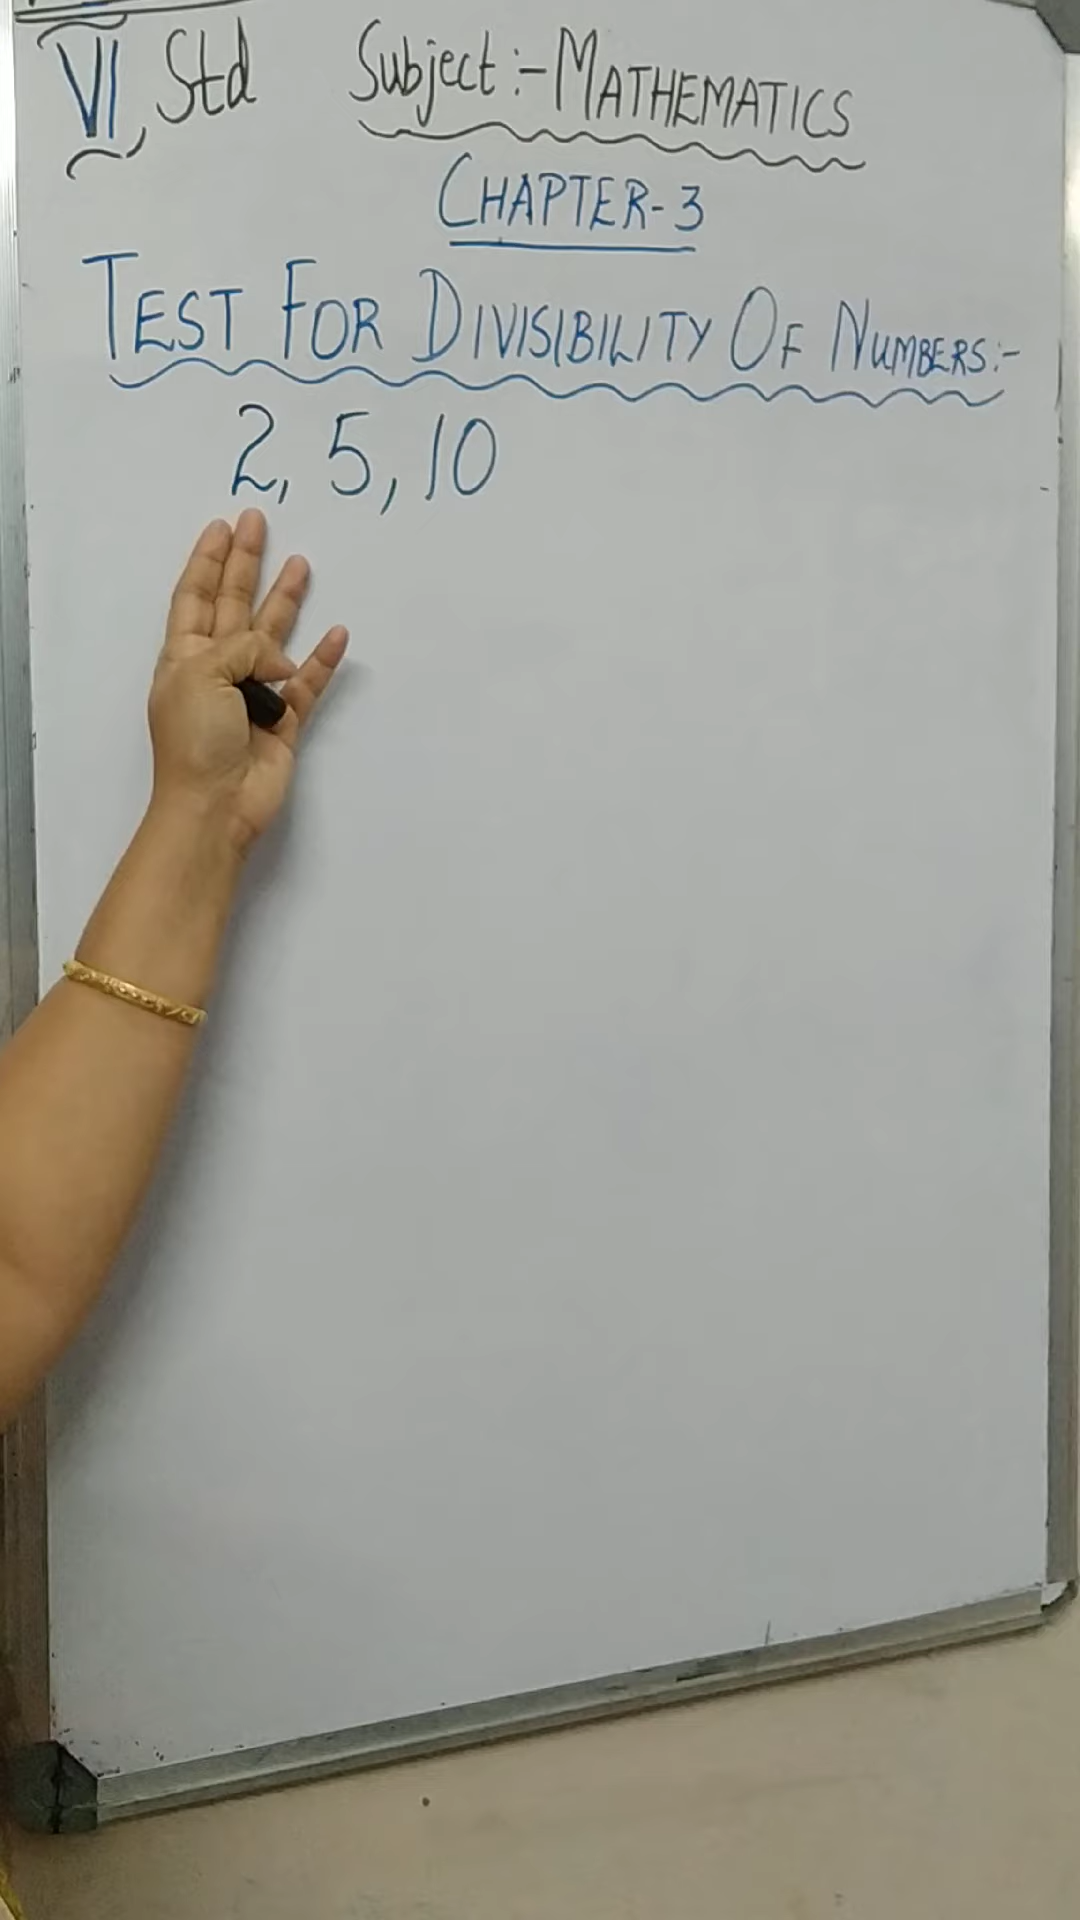 VI, Std Subject:-MATHEMATICS
CHAPTER-3
TEST FOR DIVISIBILITY OF NUMBERS:-
2, 5, 10